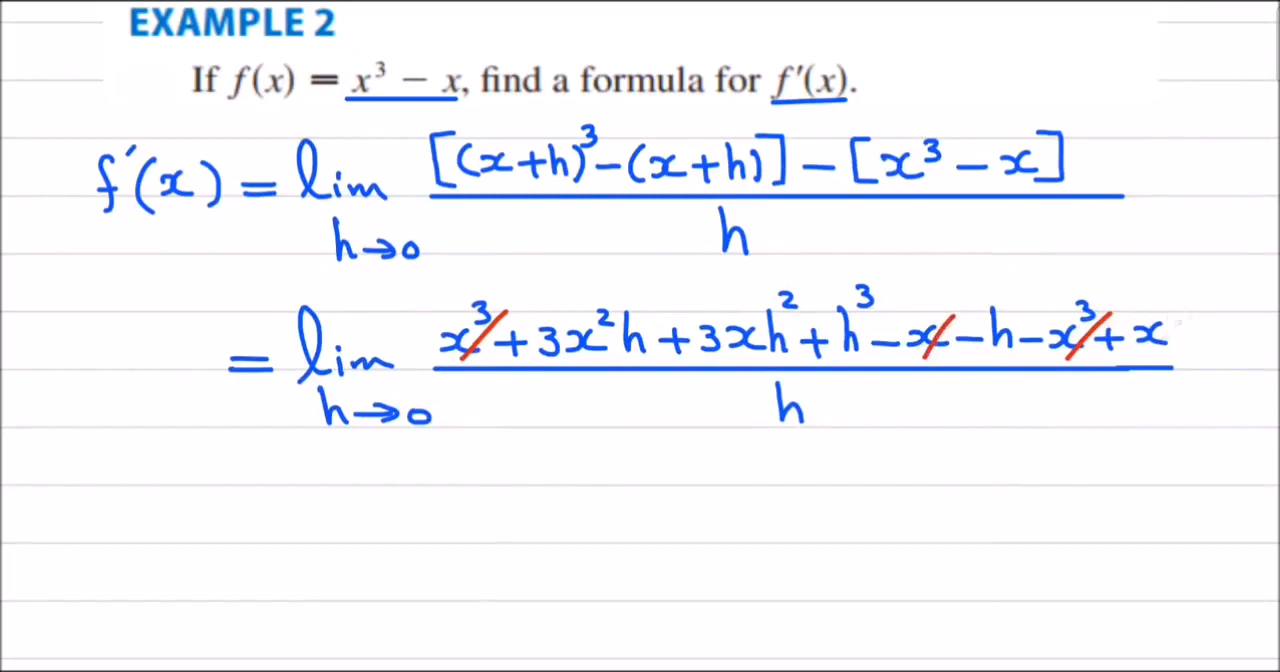 EXAMPLE 2
If f(x) = x³ − x, find a formula for f′(x).
f′(x) = lim h→0 [(x+h)³−(x+h)] − [x³ − x] / h
= lim h→0 x³ + 3x²h + 3xh² + h³ − x − h − x³ + x / h